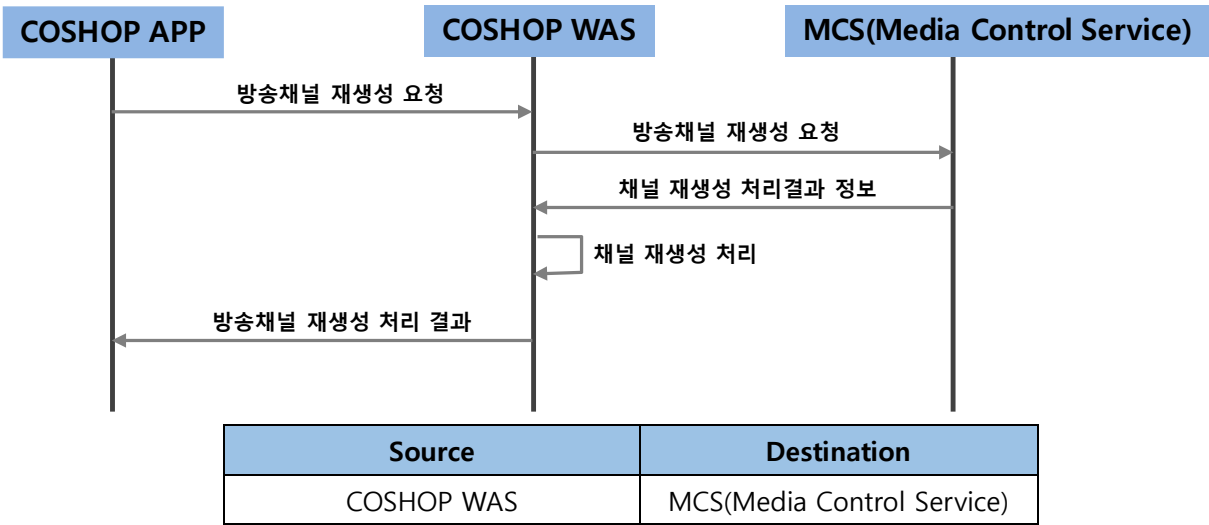 COSHOP APP
COSHOP WAS
MCS(Media Control Service)
방송채널 재생성 요청
방송채널 재생성 요청
채널 재생성 처리결과 정보
채널 재생성 처리
방송채널 재생성 처리 결과
Source
Destination
COSHOP WAS
MCS(Media Control Service)